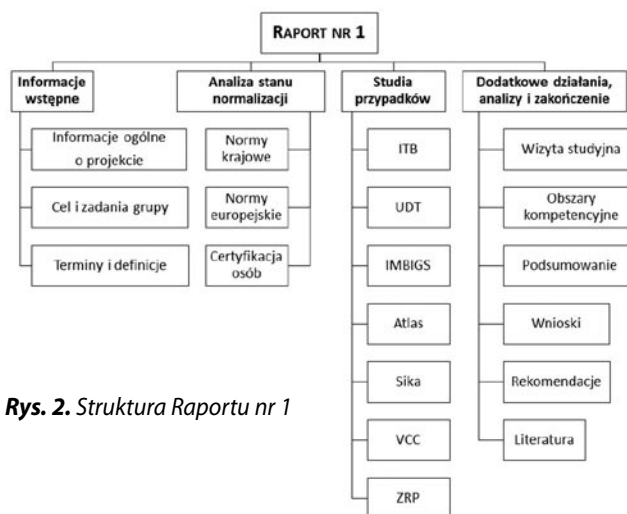 RAPORT NR 1
Informacje
wstępne
Informacje ogólne
o projekcie
Cel i zadania grupy
Terminy i definicje
Analiza stanu
normalizacji
Normy
krajowe
Normy
europejskie
Certyfikacja
osób
Studia
przypadków
ITB
UDT
IMBIGS
Atlas
Sika
VCC
ZRP
Dodatkowe działania,
analizy i zakończenie
Wizyta studyjna
Obszary
kompetencyjne
Podsumowanie
Wnioski
Rekomendacje
Literatura
Rys. 2. Struktura Raportu nr 1